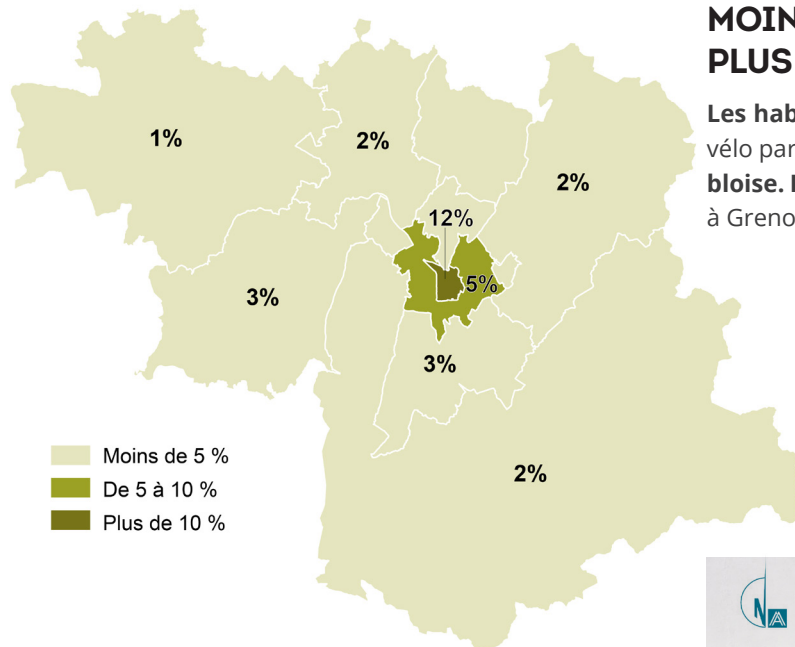 MOIN
PLUS
Les hab
vélo par
bloise.
à Greno
1%
2%
2%
12%
5%
3%
3%
2%
Moins de 5 %
De 5 à 10 %
Plus de 10 %
N